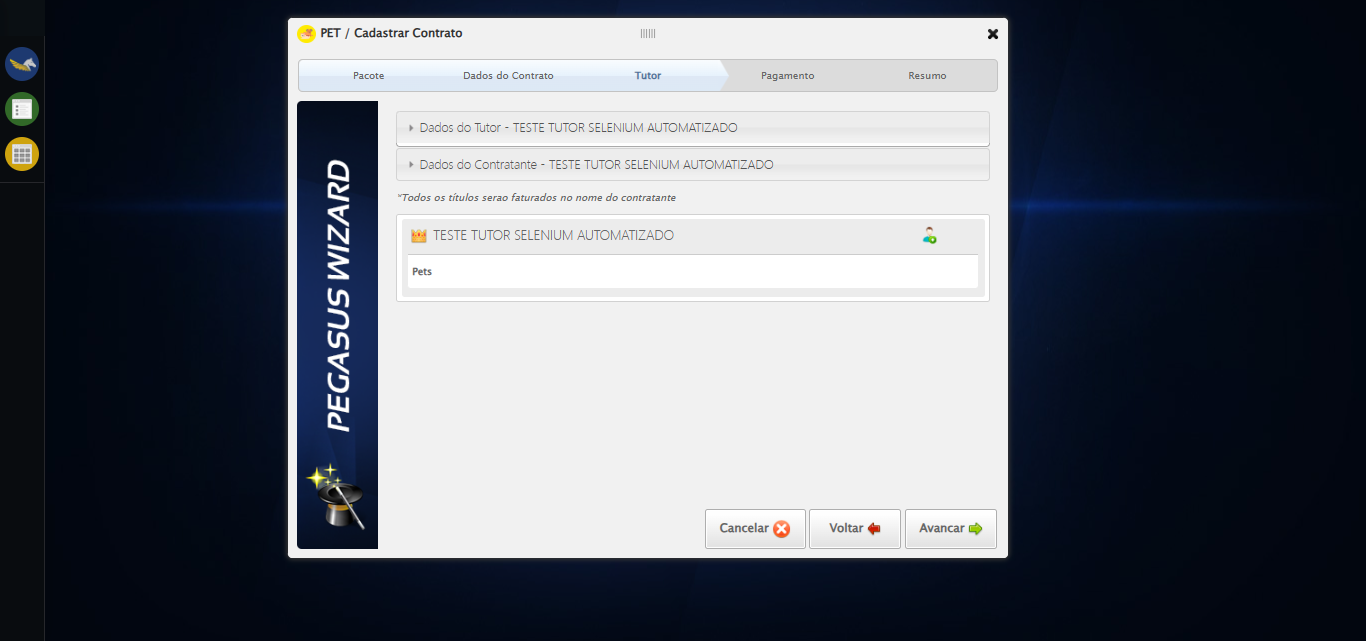 PET / Cadastrar Contrato
Pacote
Dados do Contrato
Tutor
Pagamento
Resumo
PEGASUS WIZARD
Dados do Tutor - TESTE TUTOR SELENIUM AUTOMATIZADO
Dados do Contratante - TESTE TUTOR SELENIUM AUTOMATIZADO
*Todos os títulos serao faturados no nome do contratante
TESTE TUTOR SELENIUM AUTOMATIZADO
Pets
Cancelar
Voltar
Avancar